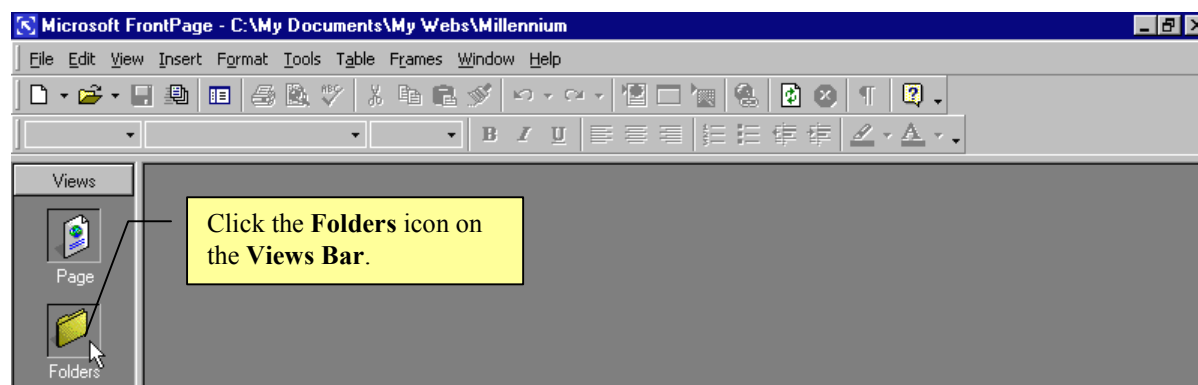 Microsoft FrontPage - C:\My Documents\My Webs\Millennium
File Edit View Insert Format Tools Table Frames Window Help
ABC
B I U A
Views
Page
Click the Folders icon on
the Views Bar.
Folders